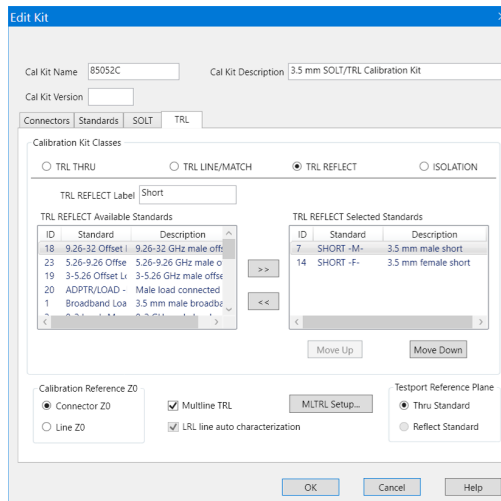 Edit Kit
Cal Kit Name 85052C Cal Kit Description 3.5 mm SOLT/TRL Calibration Kit
Cal Kit Version
Connectors Standards SOLT TRL
Calibration Kit Classes
TRL THRU TRL LINE/MATCH TRL REFLECT ISOLATION
TRL REFLECT Label Short
TRL REFLECT Available Standards
ID Standard Description
18 9.26-32 Offset l 9.26-32 GHz male offs
23 5.26-9.26 Offse 5.26-9.26 GHz male o
19 3-5.26 Offset Lo 3-5.26 GHz male offse
20 ADPTR/LOAD - Male load connected
1 Broadband Loa 3.5 mm male broadba
>>
<<
TRL REFLECT Selected Standards
ID Standard Description
7 SHORT -M- 3.5 mm male short
14 SHORT -F- 3.5 mm female short
Move Up Move Down
Calibration Reference Z0
Connector Z0
Line Z0
Multline TRL
LRL line auto characterization
MLTRL Setup...
Testport Reference Plane
Thru Standard
Reflect Standard
OK Cancel Help